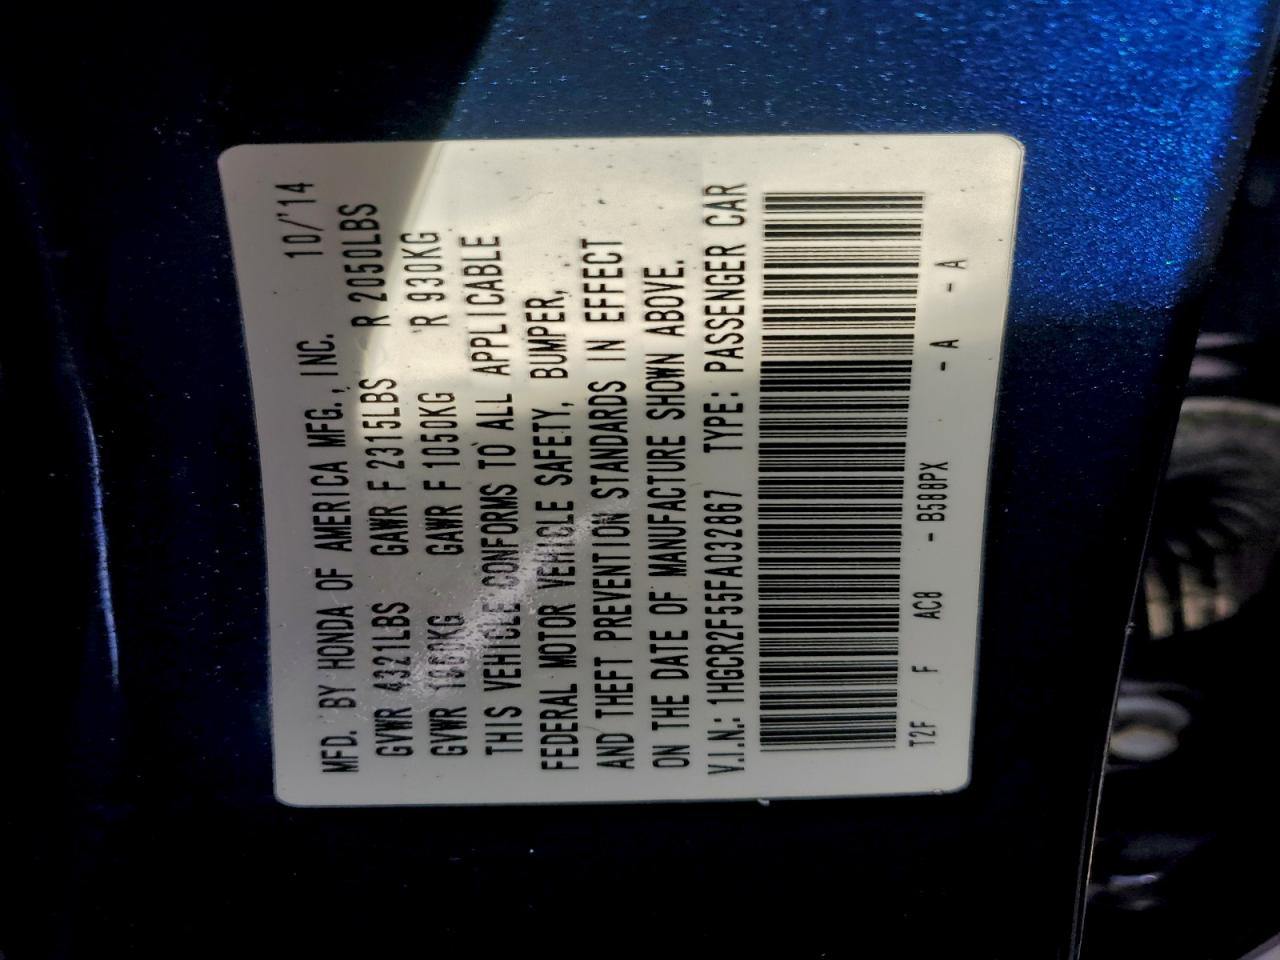 MFD. BY HONDA OF AMERICA MFG., INC. 10/'14
GVWR 4321LBS GAWR F 2315LBS R 2050LBS
GVWR 1960KG GAWR F 1050KG R 930KG
THIS VEHICLE CONFORMS TO ALL APPLICABLE
FEDERAL MOTOR VEHICLE SAFETY, BUMPER,
AND THEFT PREVENTION STANDARDS IN EFFECT
ON THE DATE OF MANUFACTURE SHOWN ABOVE.
V.I.N.: 1HGCR2F55FA032867 TYPE: PASSENGER CAR
T2F F AC8 - B588PX - A - A